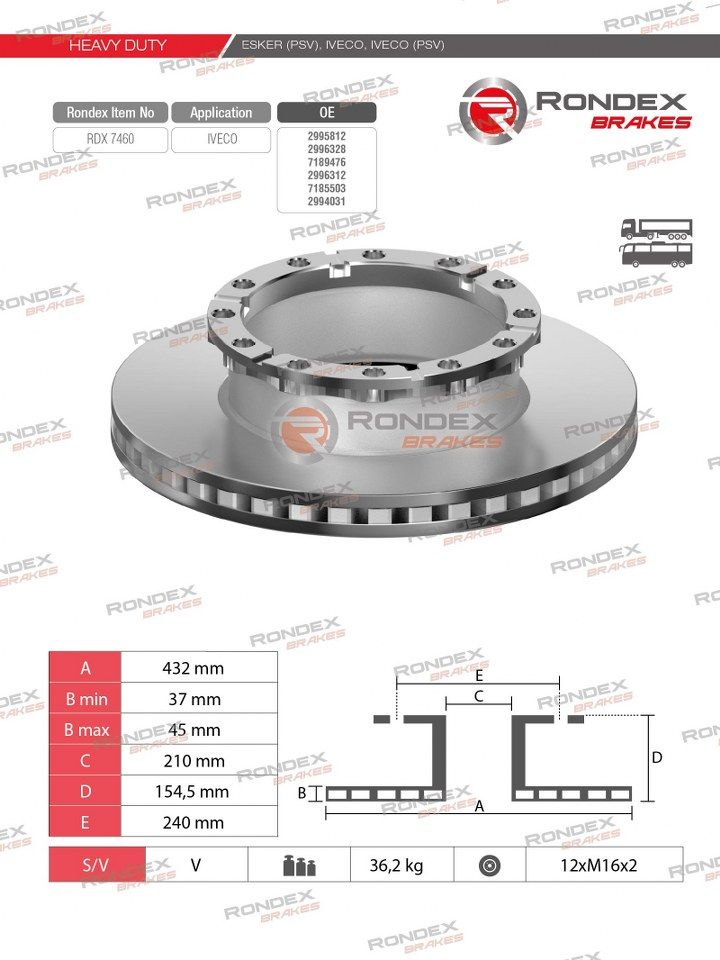 HEAVY DUTY
ESKER (PSV), IVECO, IVECO (PSV)
RONDEX
BRAKES
Rondex Item No
Application
OE
RDX 7460
IVECO
2995812
2996328
7189476
2996312
7185503
2994031
RONDEX
BRAKES
A 432 mm
B min 37 mm
B max 45 mm
C 210 mm
D 154,5 mm
E 240 mm
E
C
D
B
A
S/V V 36,2 kg 12xM16x2